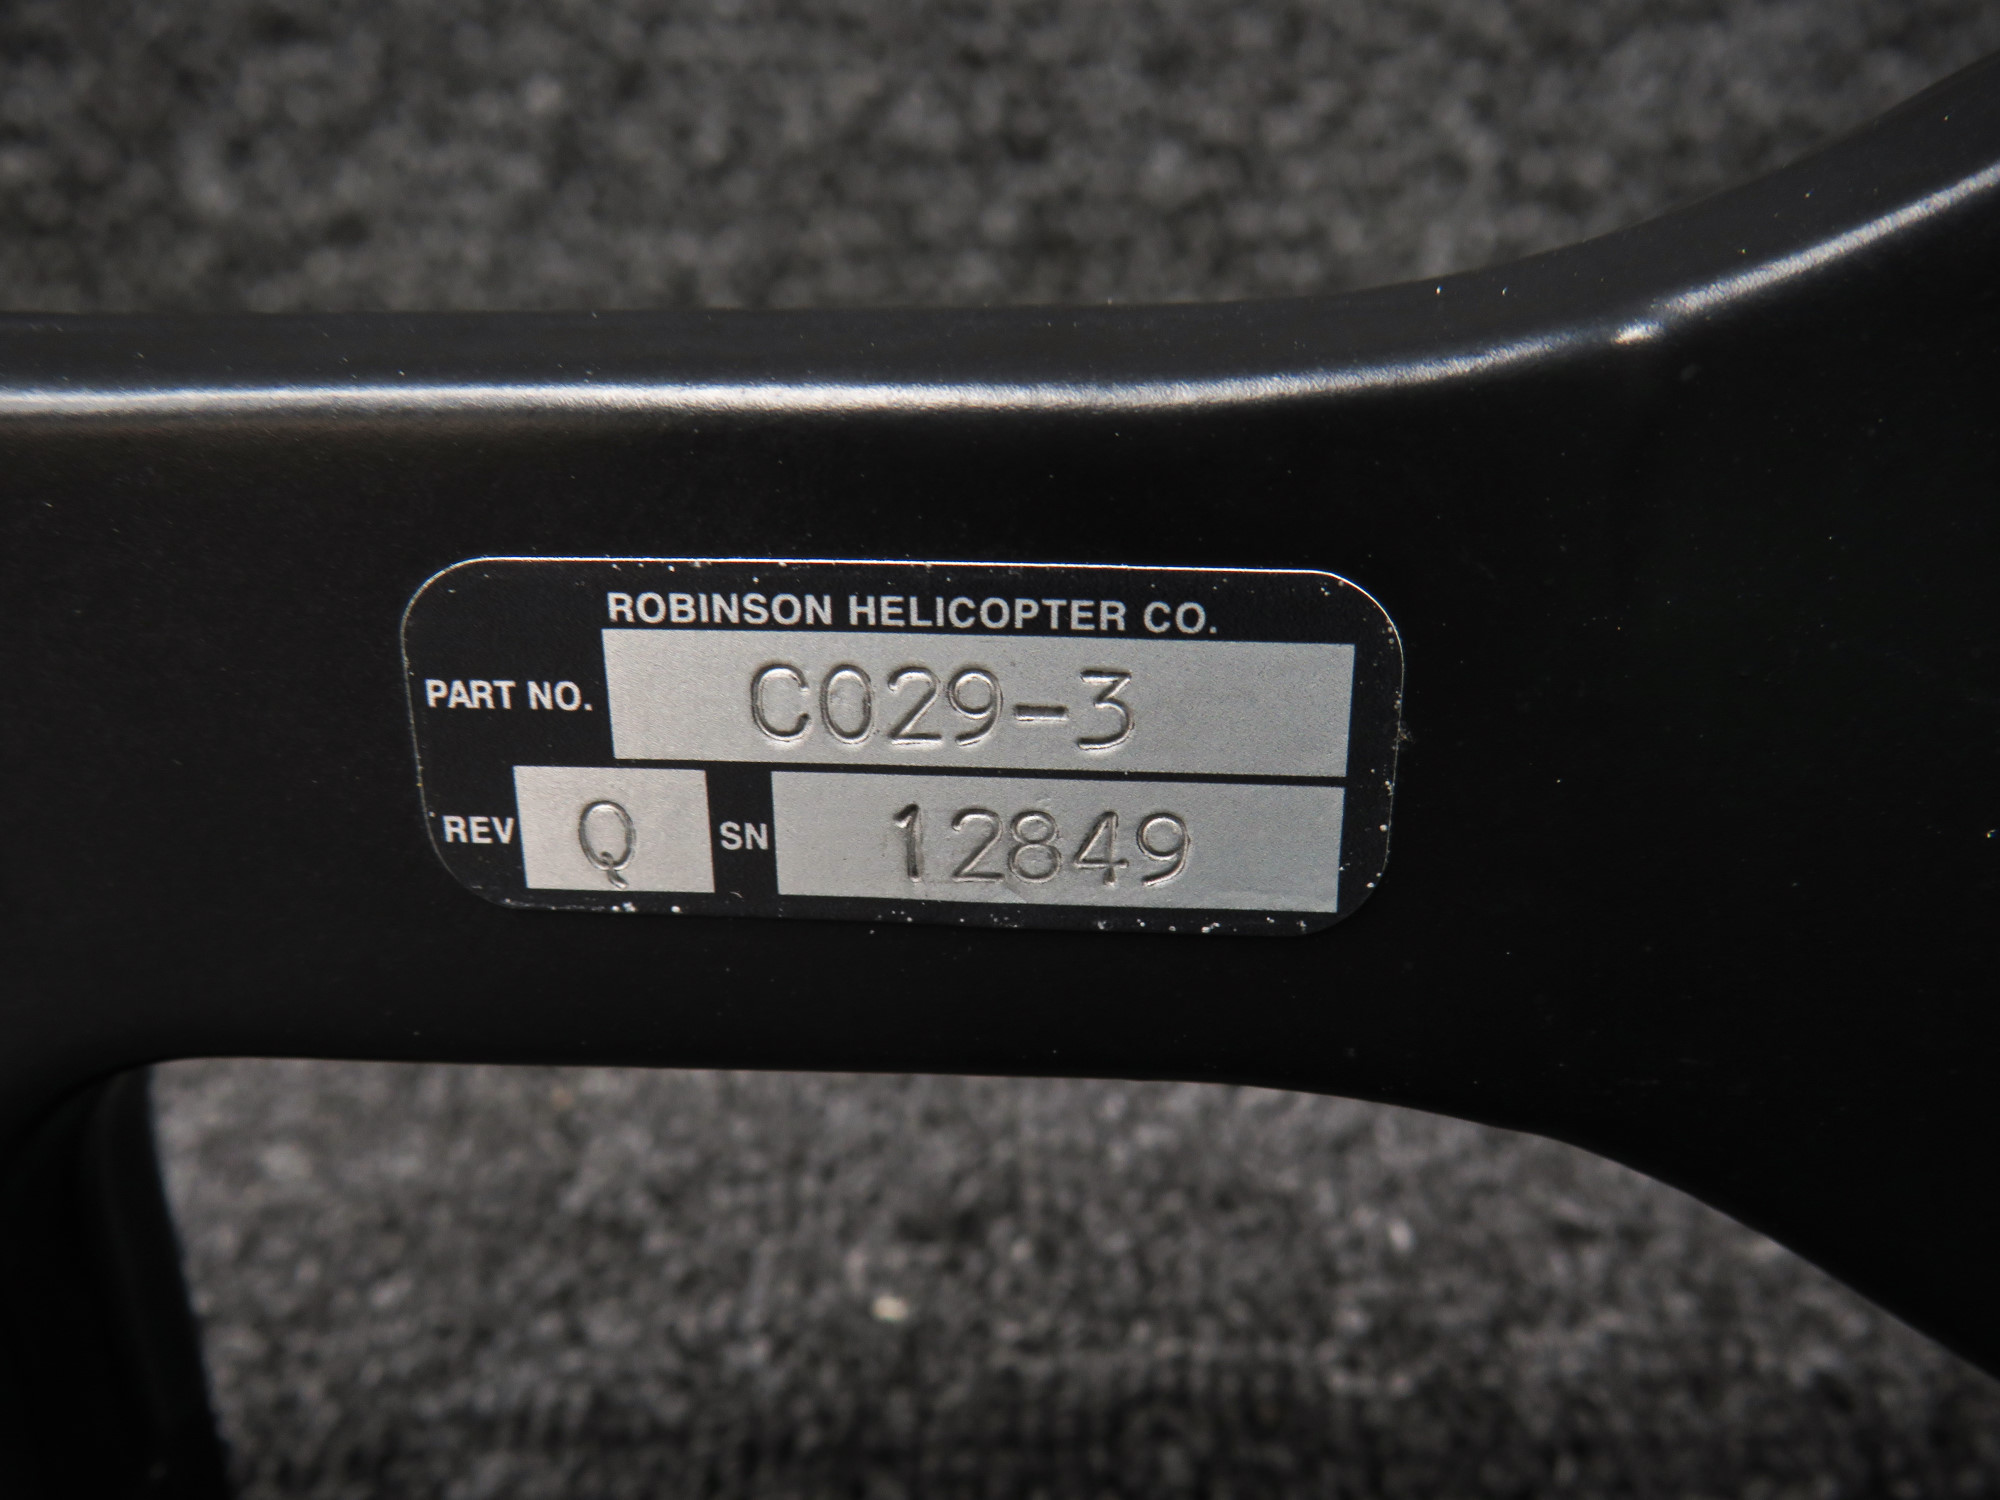 ROBINSON HELICOPTER CO.
PART NO. C029-3
REV Q SN 12849